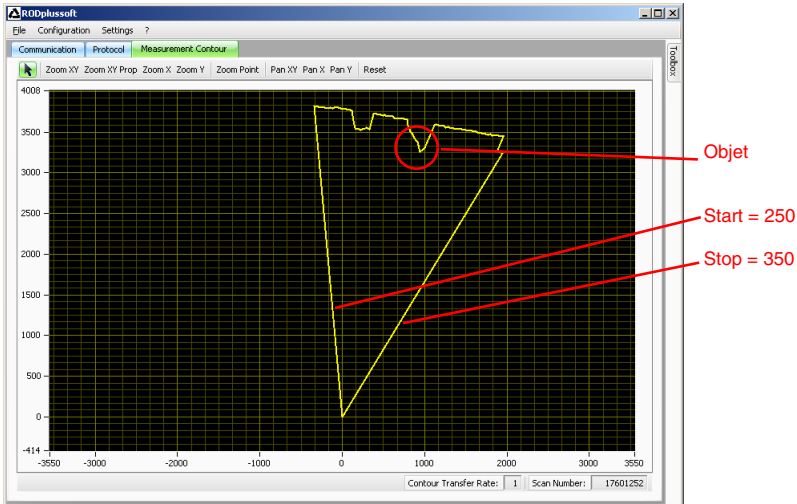 RODplussoft
File Configuration Settings ?
Communication Protocol Measurement Contour
Toolbox
Zoom XY Zoom XY Prop Zoom X Zoom Y Zoom Point Pan XY Pan X Pan Y Reset
4008
3500
3000
2500
2000
1500
1000
500
0
-414
-3550 -3000 -2000 -1000 0 1000 2000 3000 3550
Objet
Start = 250
Stop = 350
Contour Transfer Rate: 1 Scan Number: 17601252